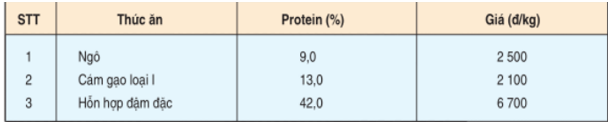 STT Thức ăn Protein (%) Giá (đ/kg)
1 Ngô 9,0 2 500
2 Cám gạo loại I 13,0 2 100
3 Hỗn hợp đậm đặc 42,0 6 700